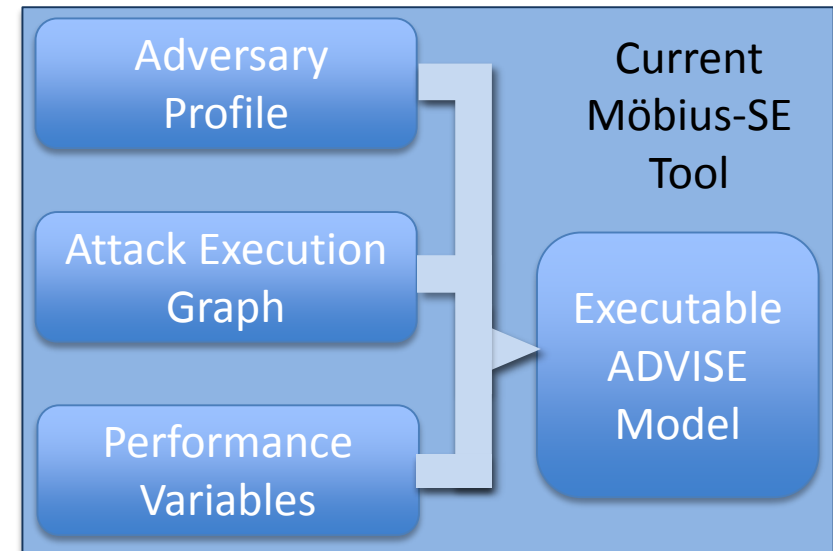 Adversary
Profile
Current
Möbius-SE
Tool
Attack Execution
Graph
Executable
ADVISE
Model
Performance
Variables